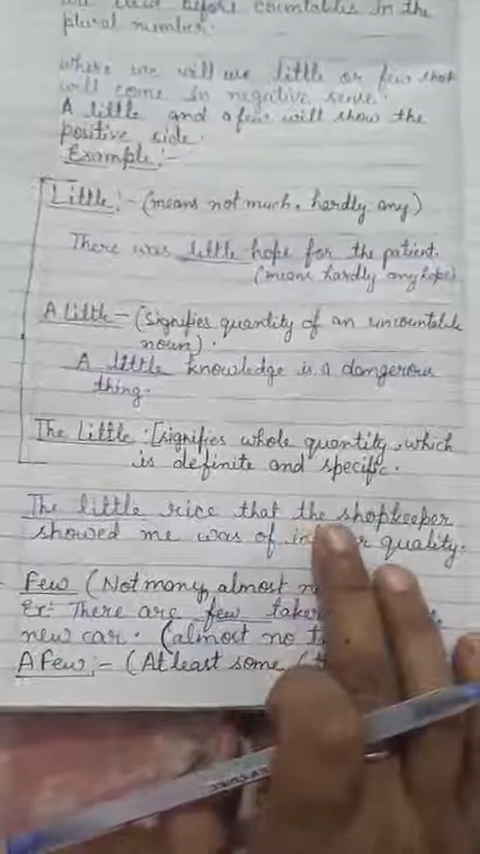 before countables in the
plural number.
where we will use little or few that
will come in negative sense.
A little and a few will show the
positive side.
Example:-
Little:- (means not much, hardly any)
There was little hope for the patient.
(means hardly any hope)
A little - (signifies quantity of an uncountable
noun).
A little knowledge is a dangerous
thing.
The Little :[signifies whole quantity, which
is definite and specific.
The little rice that the shopkeeper
showed me was of quality.
Few (Not many, almost
Ex:- There are few
new car. (almost no
A Few:- (At least some